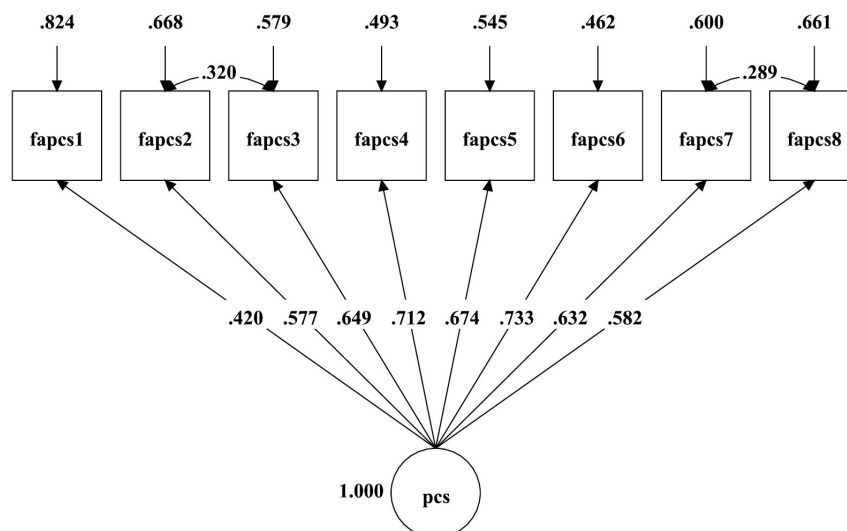 .824 .668 .579 .493 .545 .462 .600 .661
.320 .289
fapcs1 fapcs2 fapcs3 fapcs4 fapcs5 fapcs6 fapcs7 fapcs8
.420 .577 .649 .712 .674 .733 .632 .582
1.000 pcs